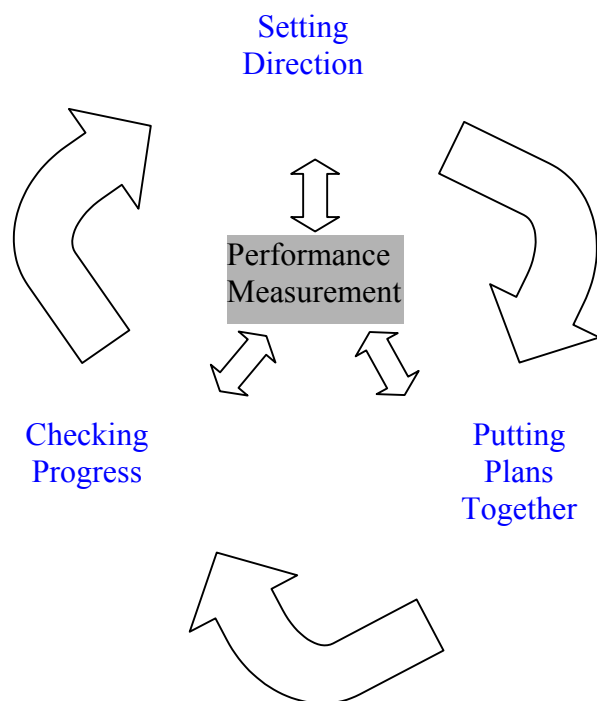 Setting
Direction
Performance
Measurement
Checking
Progress
Putting
Plans
Together